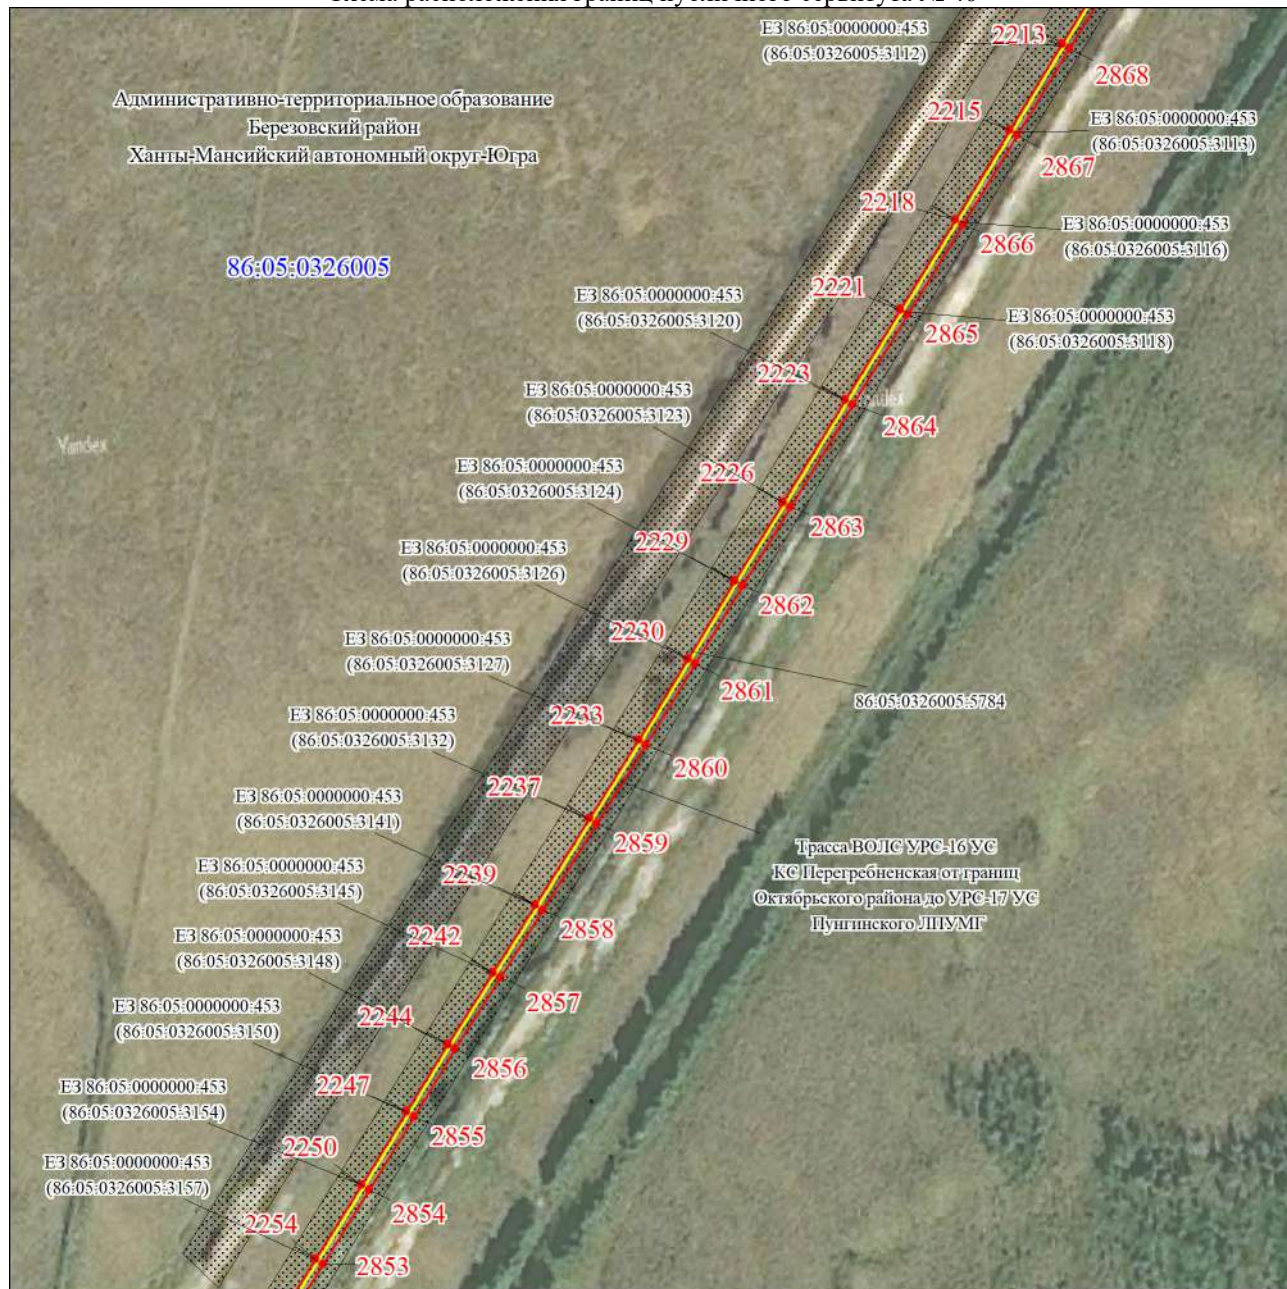 Схема расположения границ публичного сервитута №
ЕЗ 86:05:0000000:453
(86:05:0326005:3112)
2213
2868
Административно-территориальное образование
Березовский район
Ханты-Мансийский автономный округ-Югра
2215
ЕЗ 86:05:0000000:453
(86:05:0326005:3113)
2867
2218
2866
ЕЗ 86:05:0000000:453
(86:05:0326005:3116)
86:05:0326005
2221
2865
ЕЗ 86:05:0000000:453
(86:05:0326005:3118)
ЕЗ 86:05:0000000:453
(86:05:0326005:3120)
2223
2864
Yandex
ЕЗ 86:05:0000000:453
(86:05:0326005:3123)
Yandex
2226
2863
ЕЗ 86:05:0000000:453
(86:05:0326005:3124)
2229
2862
ЕЗ 86:05:0000000:453
(86:05:0326005:3126)
2230
2861
86:05:0326005:5784
ЕЗ 86:05:0000000:453
(86:05:0326005:3127)
2233
2860
ЕЗ 86:05:0000000:453
(86:05:0326005:3132)
2237
2859
ЕЗ 86:05:0000000:453
(86:05:0326005:3141)
2239
2858
Трасса ВОЛС УРС-16 УС
КС Перегребненская от границ
Октябрьского района до УРС-17 УС
Пунгинского ЛПУМГ
ЕЗ 86:05:0000000:453
(86:05:0326005:3145)
2242
2857
ЕЗ 86:05:0000000:453
(86:05:0326005:3148)
2244
2856
ЕЗ 86:05:0000000:453
(86:05:0326005:3150)
2247
2855
ЕЗ 86:05:0000000:453
(86:05:0326005:3154)
2250
2854
ЕЗ 86:05:0000000:453
(86:05:0326005:3157)
2254
2853